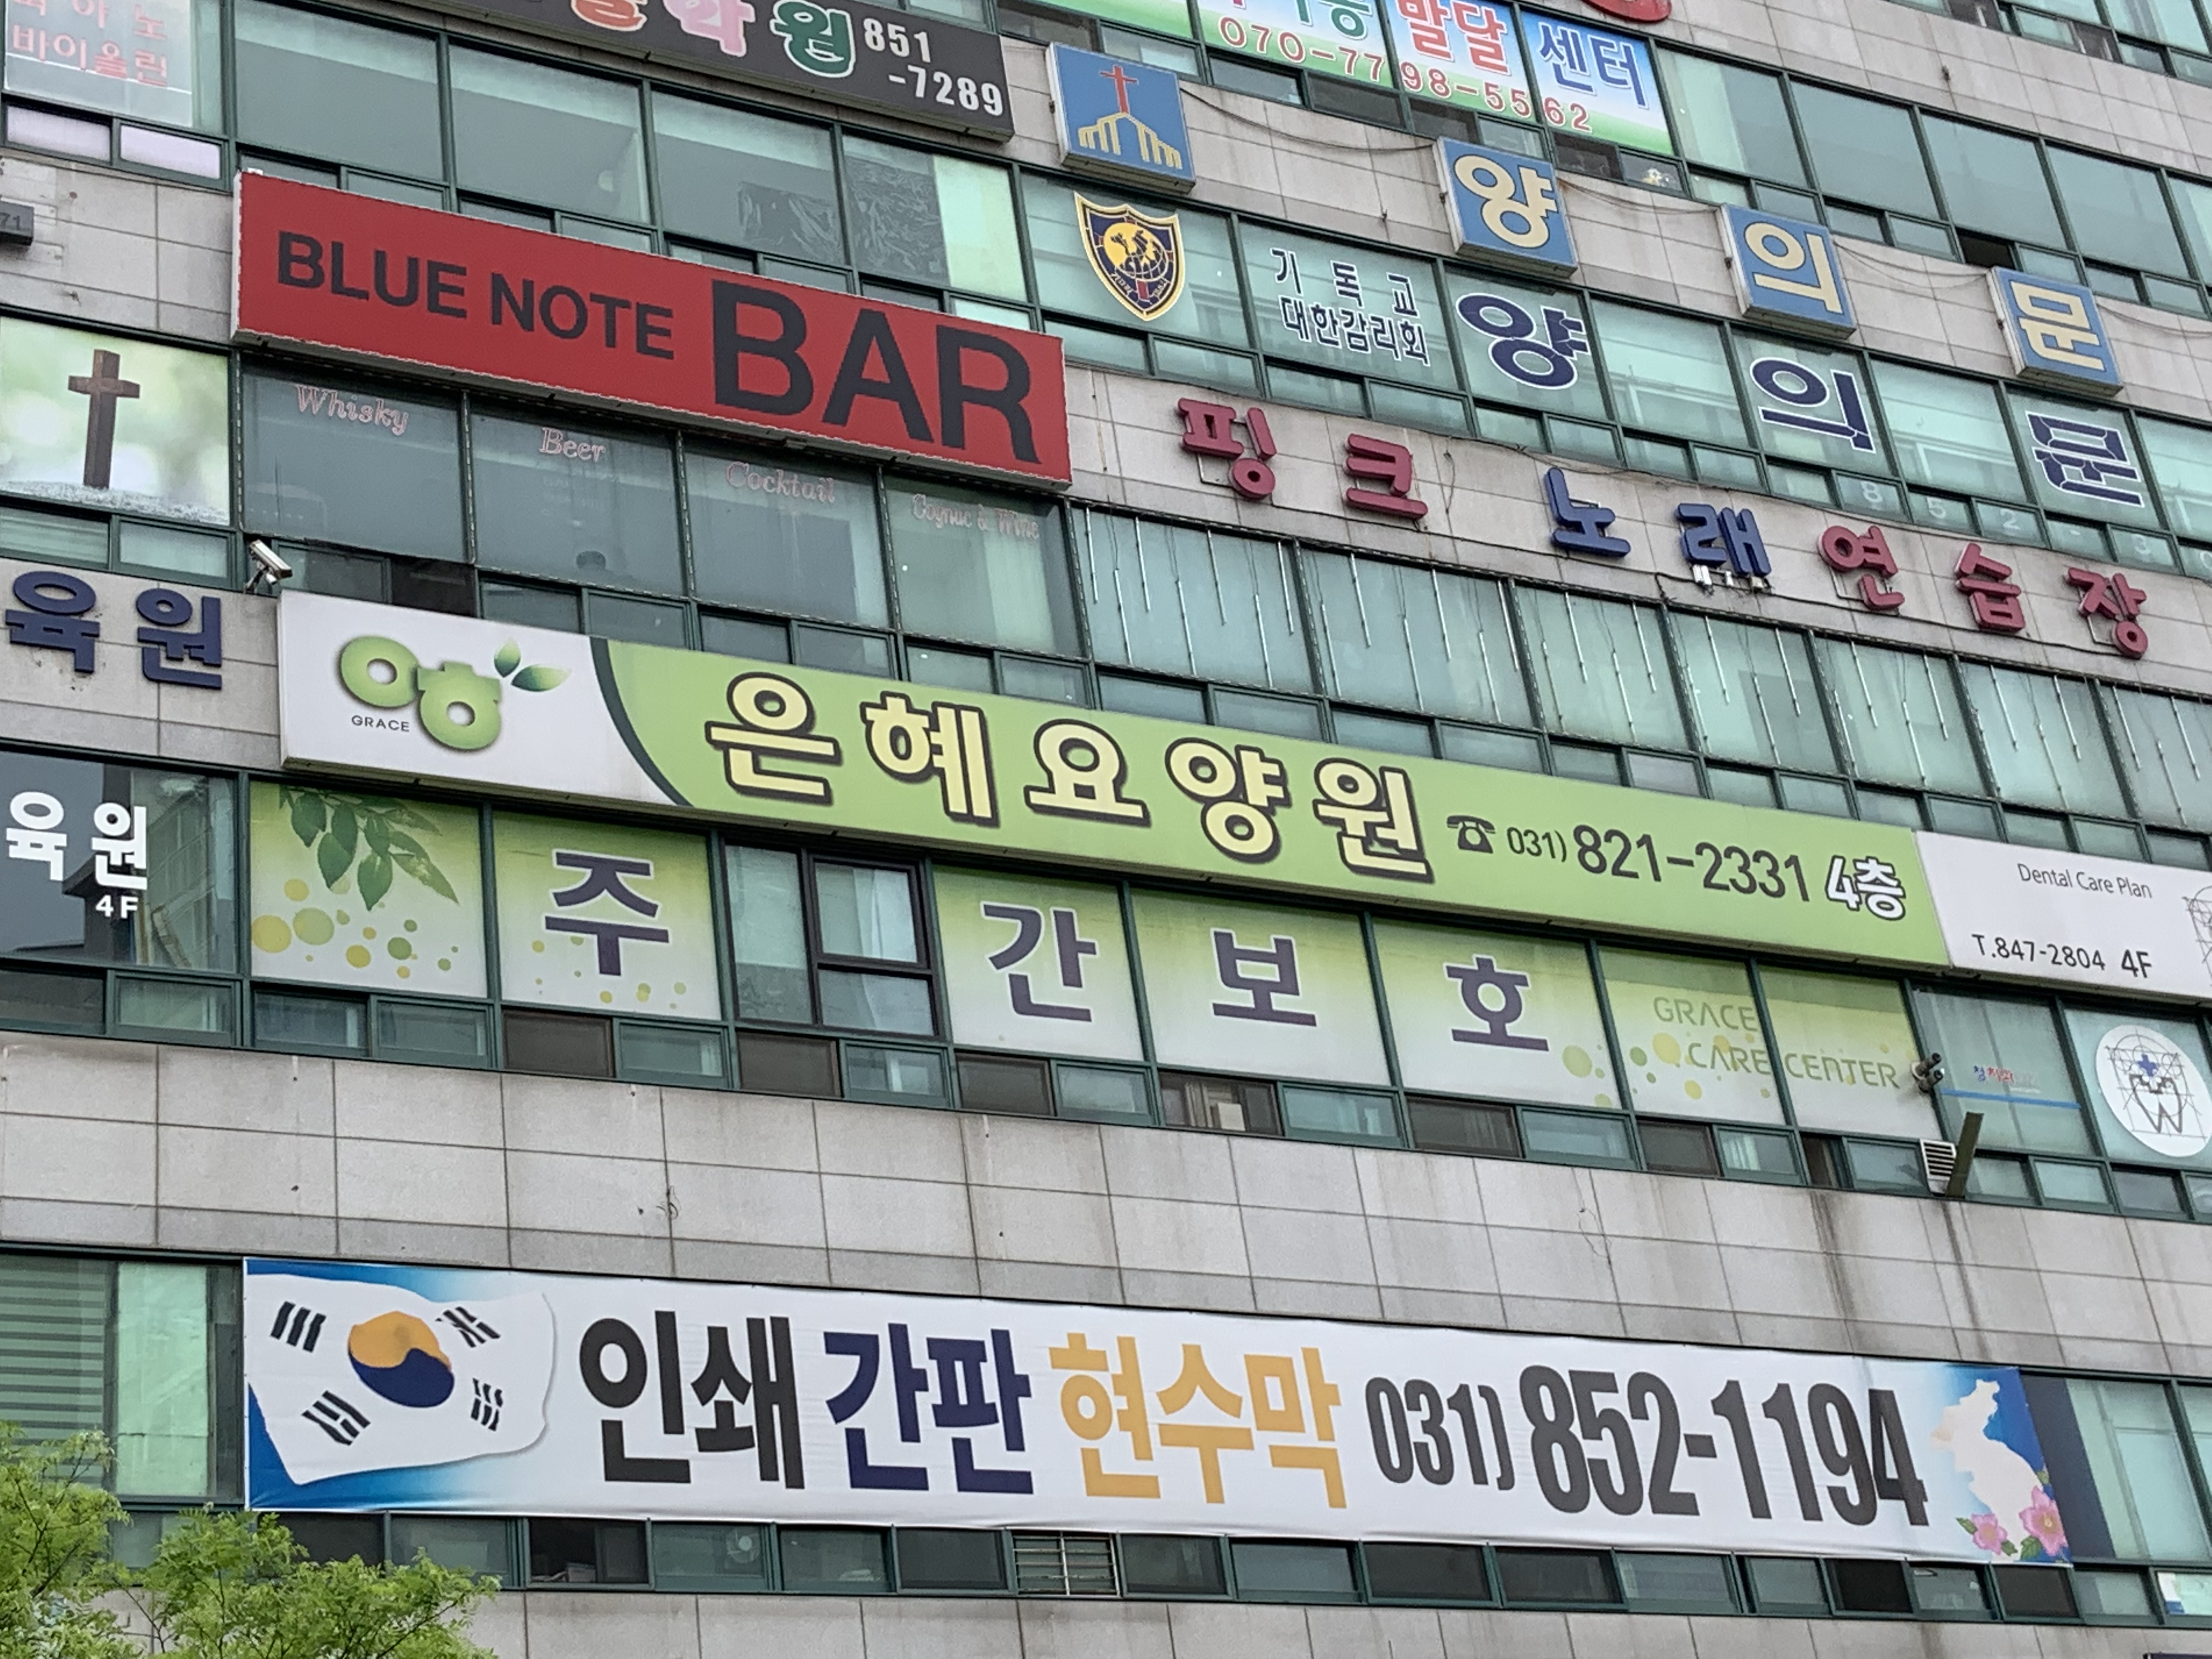 바이올린
학원 851
-7289
발달 센터
070-7798-5562
양 의 문
기독교
대한감리회
양 의 문
BLUE NOTE BAR
Whisky
Beer
Cocktail
Cognac & Wine
핑크 노래연습장
육원
GRACE
은혜요양원 ☎ 031) 821-2331 4층
Dental Care Plan
T.847-2804 4F
육원
4F
주간보호
GRACE
CARE CENTER
인쇄 간판 현수막 031) 852-1194